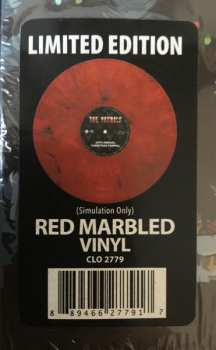 LIMITED EDITION
(Simulation Only)
RED MARBLED
VINYL
CLO 2779
8 89466 27791 7